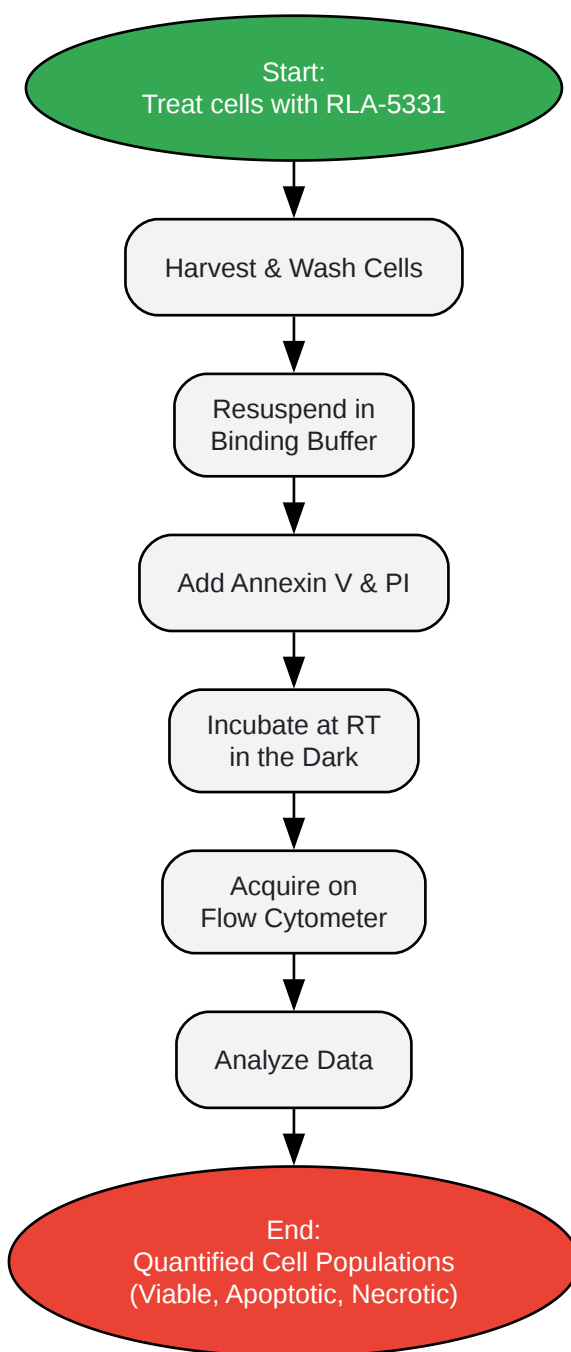 Start:
Treat cells with RLA-5331
Harvest & Wash Cells
Resuspend in
Binding Buffer
Add Annexin V & PI
Incubate at RT
in the Dark
Acquire on
Flow Cytometer
Analyze Data
End:
Quantified Cell Populations
(Viable, Apoptotic, Necrotic)